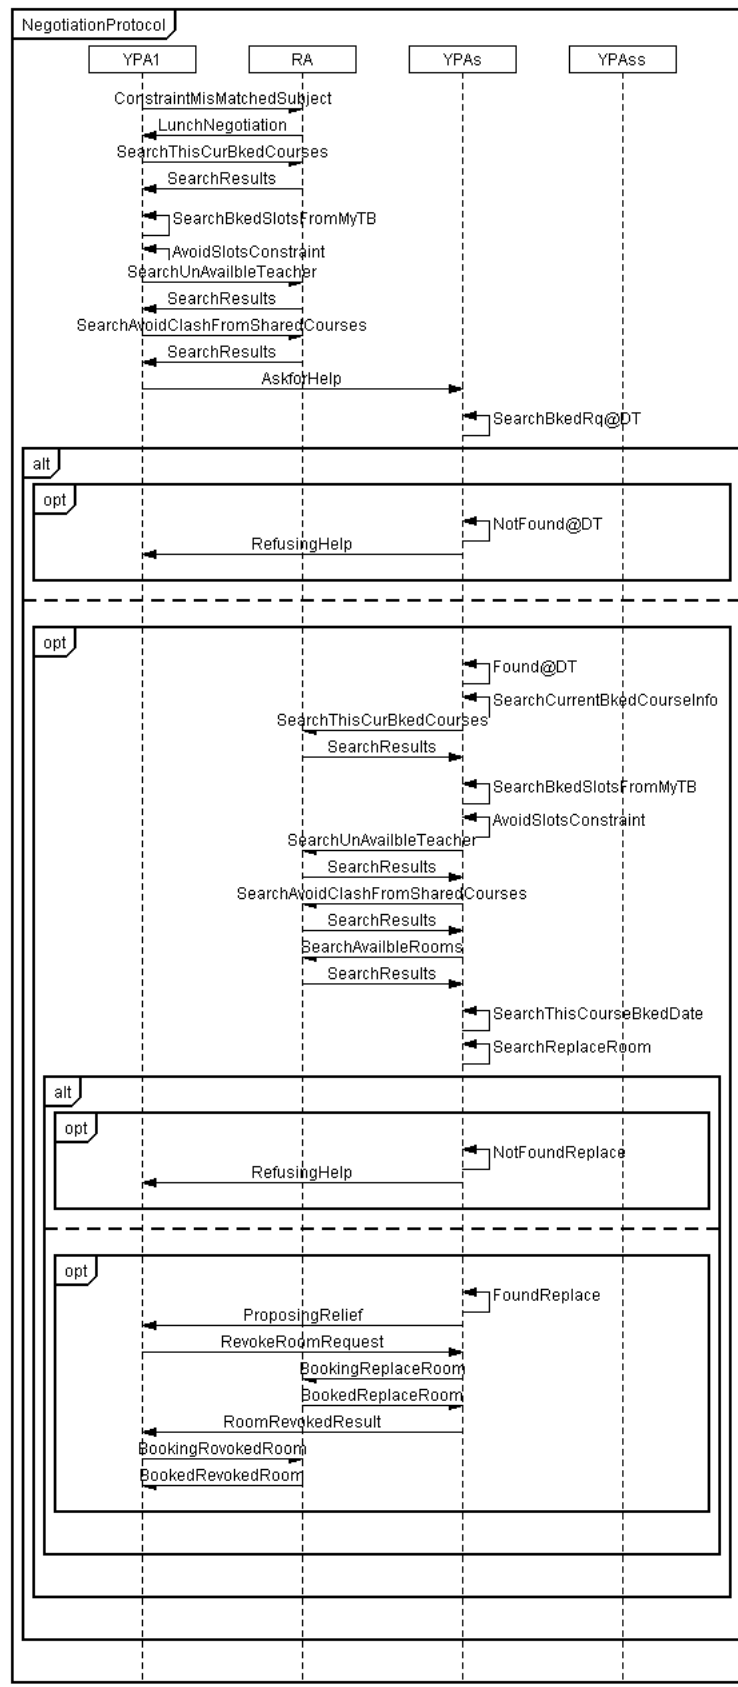 NegotiationProtocol
YPA1 RA YPAs YPAss
ConstraintMisMatchedSubject
LunchNegotiation
SearchThisCurBkedCourses
SearchResults
SearchBkedSlotsFromMyTB
AvoidSlotsConstraint
SearchUnAvailbleTeacher
SearchResults
SearchAvoidClashFromSharedCourses
SearchResults
AskforHelp
SearchBkedRq@DT
alt
opt
NotFound@DT
RefusingHelp
opt
Found@DT
SearchCurrentBkedCourseInfo
SearchThisCurBkedCourses
SearchResults
SearchBkedSlotsFromMyTB
AvoidSlotsConstraint
SearchUnAvailbleTeacher
SearchResults
SearchAvoidClashFromSharedCourses
SearchResults
SearchAvailbleRooms
SearchResults
SearchThisCourseBkedDate
SearchReplaceRoom
alt
opt
NotFoundReplace
RefusingHelp
opt
FoundReplace
ProposingRelief
RevokeRoomRequest
BookingReplaceRoom
BookedReplaceRoom
RoomRevokedResult
BookingRovokedRoom
BookedRevokedRoom